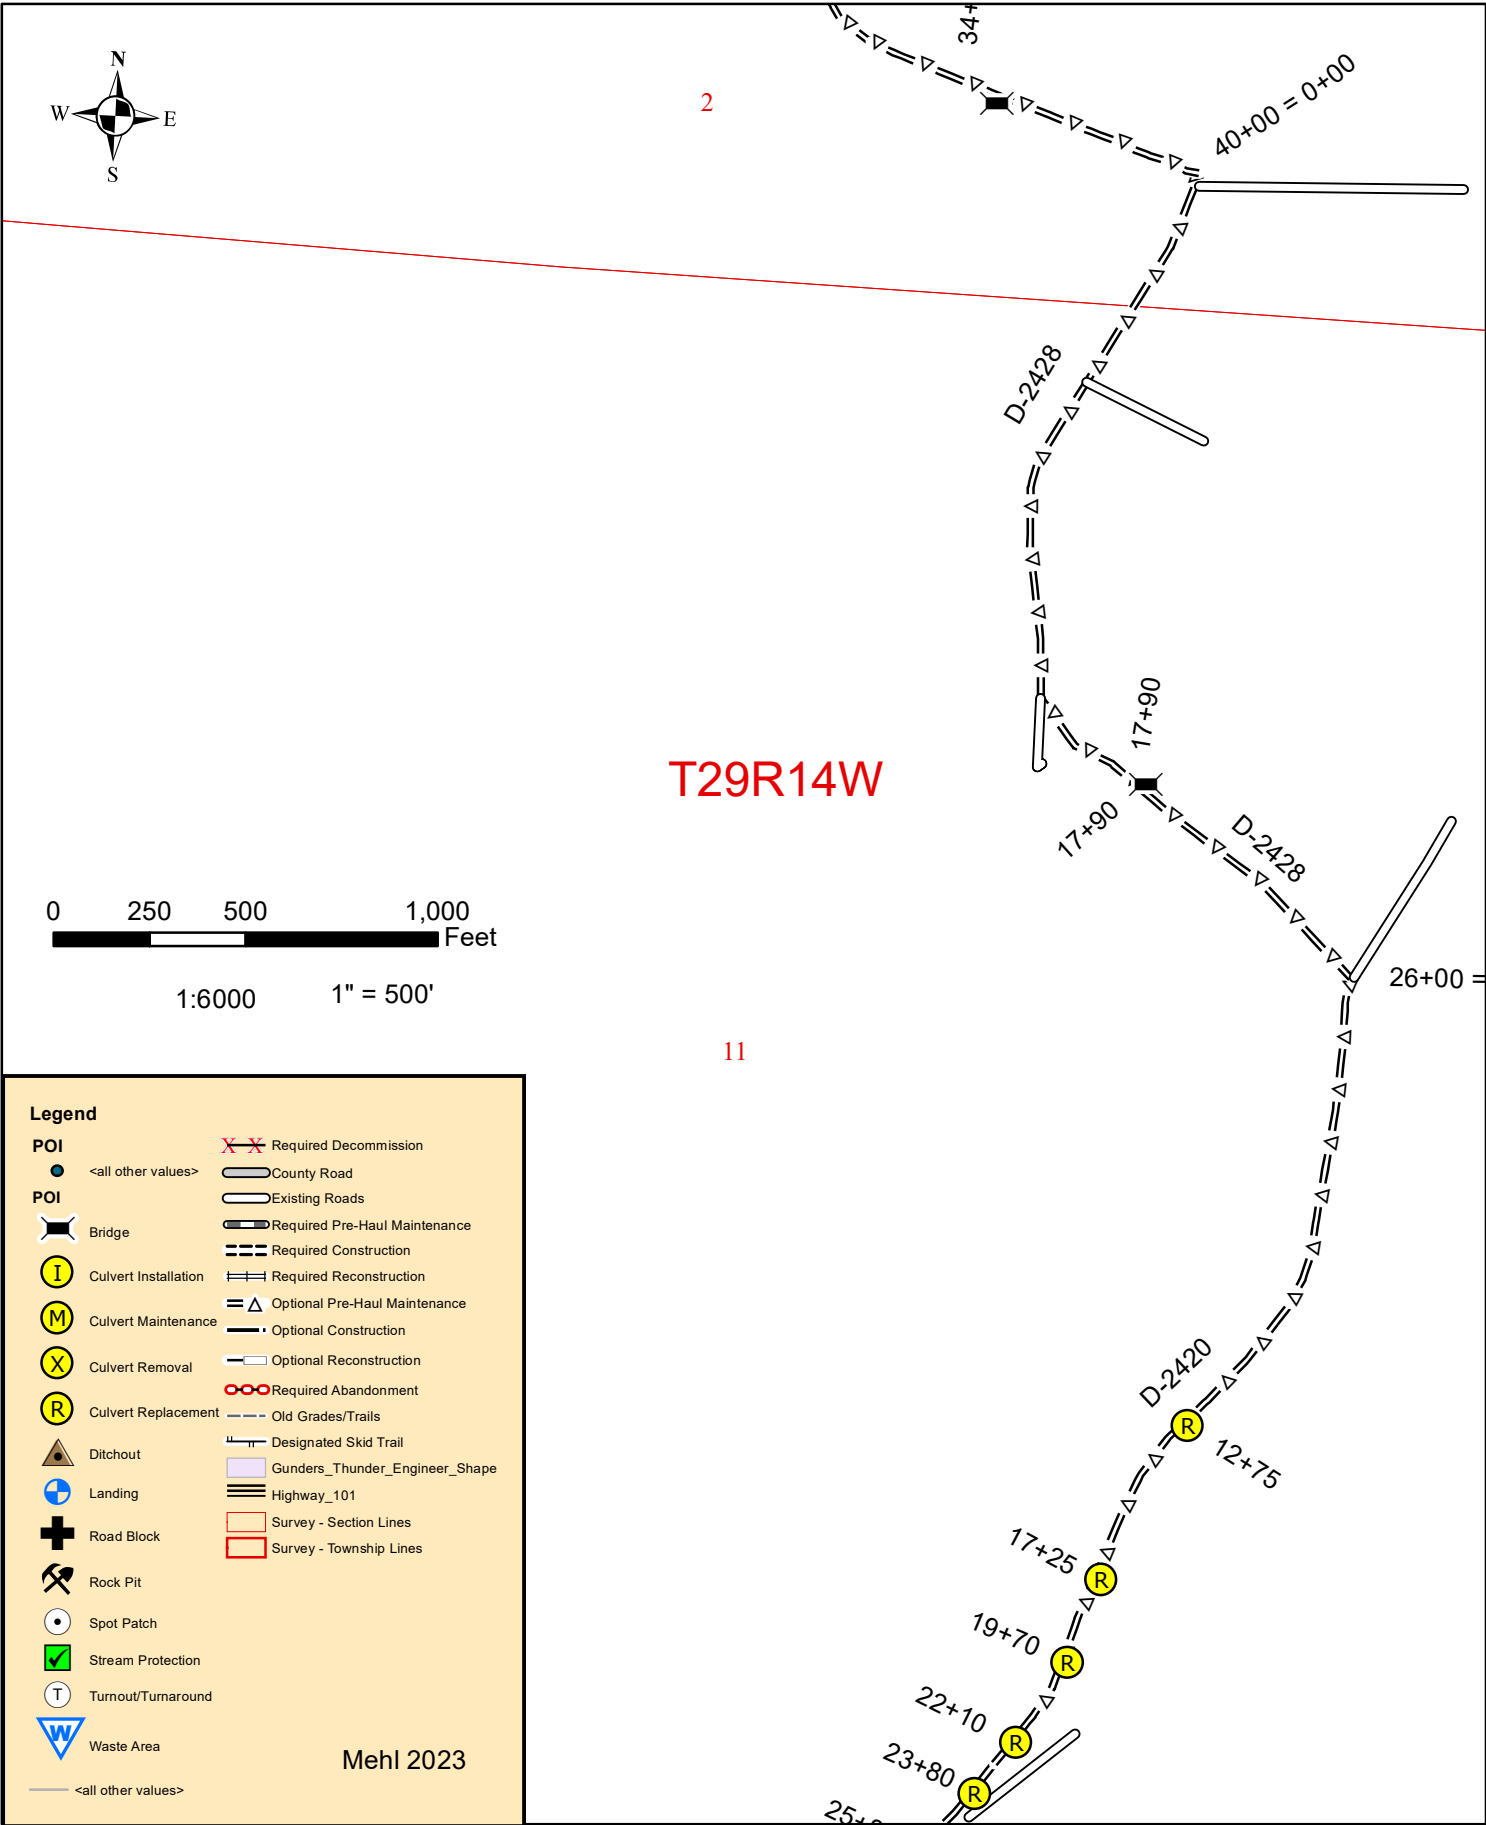 N
W
E
S
2
34+
40+00 = 0+00
D-2428
17+90
17+90
T29R14W
D-2428
0 250 500 1,000
Feet
1:6000 1" = 500'
26+00 =
11
D-2420
R
12+75
17+25
R
19+70
R
22+10
R
23+80
R
Legend
POI
<all other values>
POI
Bridge
I Culvert Installation
M Culvert Maintenance
X Culvert Removal
R Culvert Replacement
Ditchout
Landing
Road Block
Rock Pit
Spot Patch
Stream Protection
T Turnout/Turnaround
W Waste Area
<all other values>
X X Required Decommission
County Road
Existing Roads
Required Pre-Haul Maintenance
Required Construction
Required Reconstruction
Optional Pre-Haul Maintenance
Optional Construction
Optional Reconstruction
Required Abandonment
Old Grades/Trails
Designated Skid Trail
Gunders_Thunder_Engineer_Shape
Highway_101
Survey - Section Lines
Survey - Township Lines
Mehl 2023